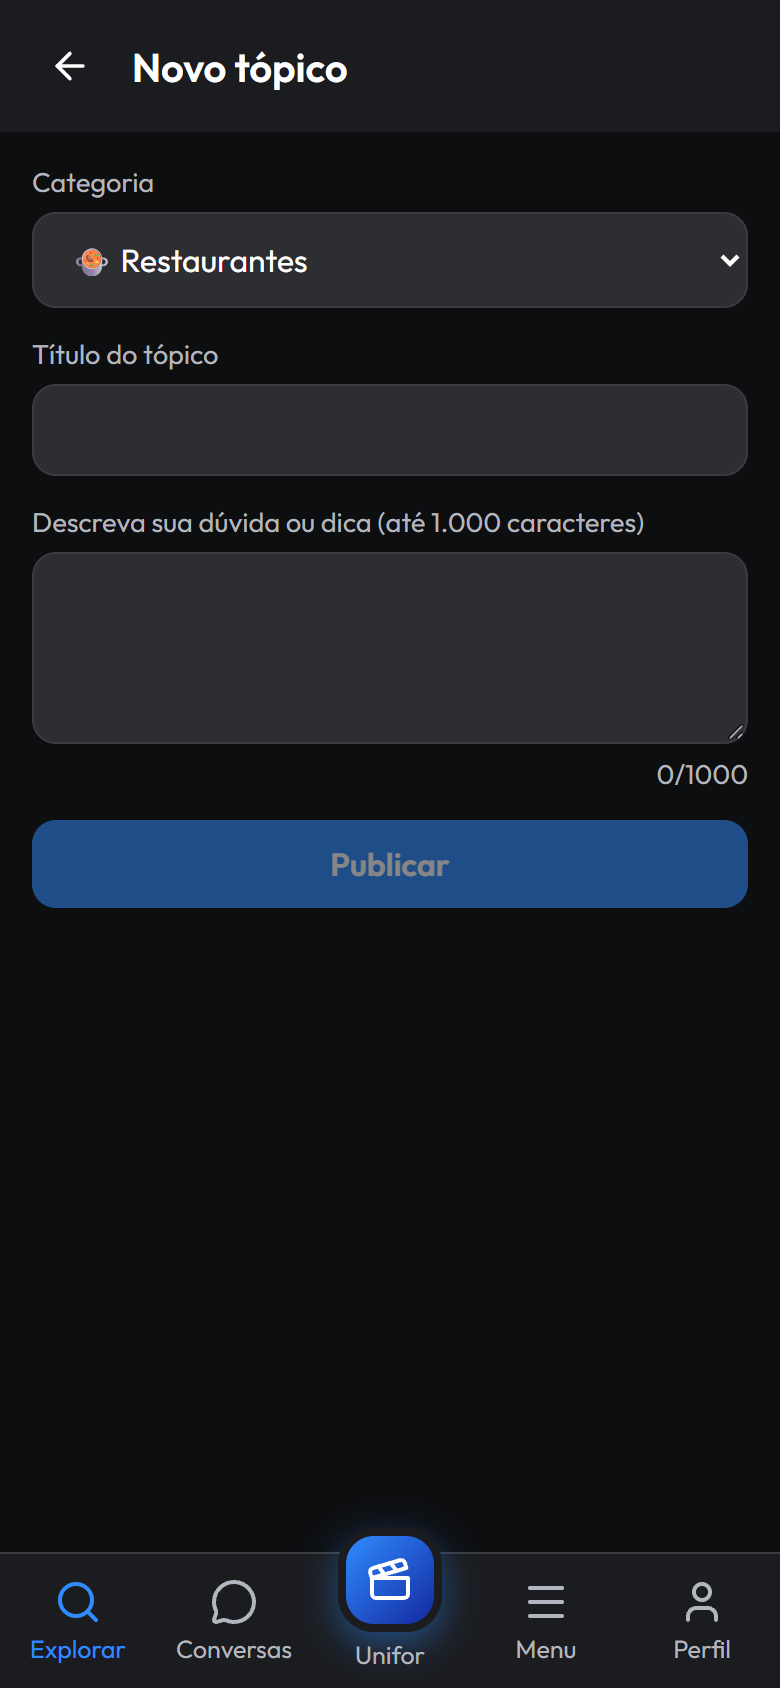 Novo tópico
Categoria
Restaurantes
Título do tópico
Descreva sua dúvida ou dica (até 1.000 caracteres)
0/1000
Publicar
Explorar
Conversas
Unifor
Menu
Perfil